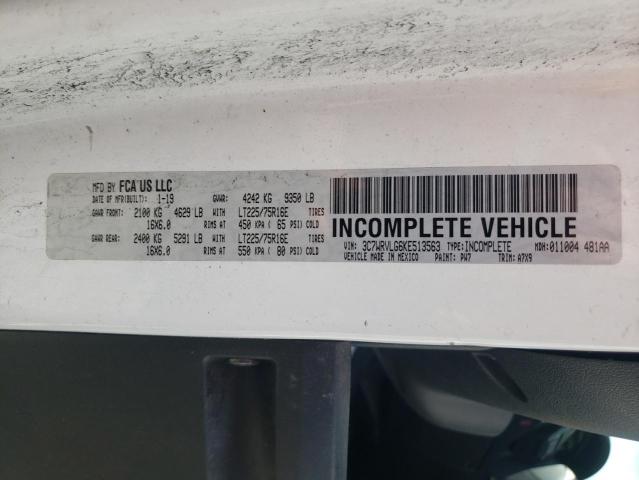 MFD BY FCA US LLC
DATE OF MFR(BUILT): 1-19 GVWR: 4242 KG 9350 LB
GAWR FRONT: 2100 KG 4629 LB WITH LT225/75R16E TIRES
16X6.0 RIMS AT 450 KPA ( 65 PSI) COLD
GAWR REAR: 2400 KG 5291 LB WITH LT225/75R16E TIRES
16X6.0 RIMS AT 550 KPA ( 80 PSI) COLD
INCOMPLETE VEHICLE
VIN: 3C7WRVLG6KE513563 TYPE: INCOMPLETE MDH: 011004 481AA
VEHICLE MADE IN MEXICO PAINT: PW7 TRIM: A7X9